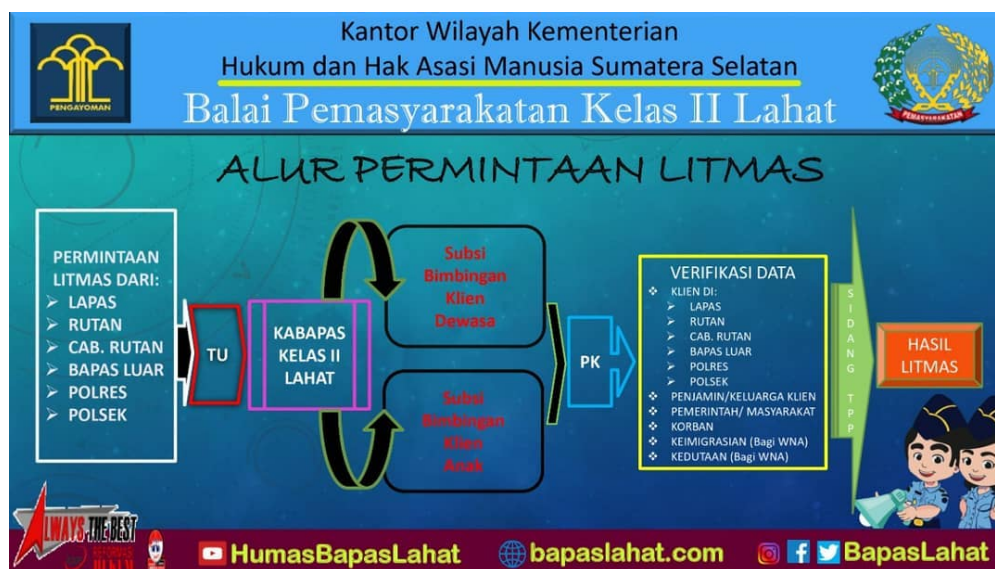 Kantor Wilayah Kementerian
Hukum dan Hak Asasi Manusia Sumatera Selatan
Balai Pemasyarakatan Kelas II Lahat
PENGAYOMAN
PEMASYARAKATAN
ALUR PERMINTAAN LITMAS
PERMINTAAN
LITMAS DARI:
➢ LAPAS
➢ RUTAN
➢ CAB. RUTAN
➢ BAPAS LUAR
➢ POLRES
➢ POLSEK
TU
KABAPAS
KELAS II
LAHAT
Subsi
Bimbingan
Klien
Dewasa
Subsi
Bimbingan
Klien
Anak
PK
VERIFIKASI DATA
❖ KLIEN DI:
➢ LAPAS
➢ RUTAN
➢ CAB. RUTAN
➢ BAPAS LUAR
➢ POLRES
➢ POLSEK
❖ PENJAMIN/KELUARGA KLIEN
❖ PEMERINTAH/ MASYARAKAT
❖ KORBAN
❖ KEIMIGRASIAN (Bagi WNA)
❖ KEDUTAAN (Bagi WNA)
SIDANG TPP
HASIL
LITMAS
ALWAYS THE BEST
HumasBapasLahat
bapaslahat.com
BapasLahat